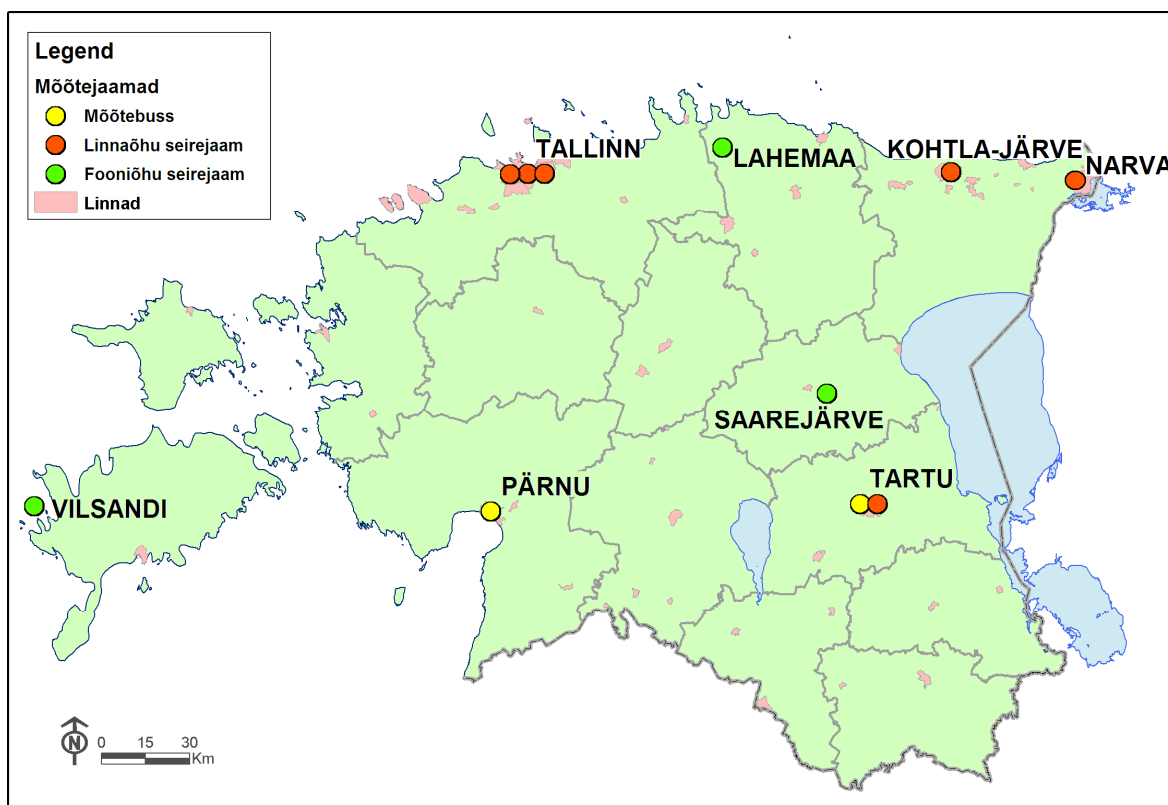 Legend
Mõõtejaamad
Mõõtebuss
Linnaõhu seirejaam
Fooniõhu seirejaam
Linnad
TALLINN
LAHEMAA
KOHTLA-JÄRVE
NARVA
SAAREJÄRVE
TARTU
PÄRNU
VILSANDI
N
0 15 30
Km